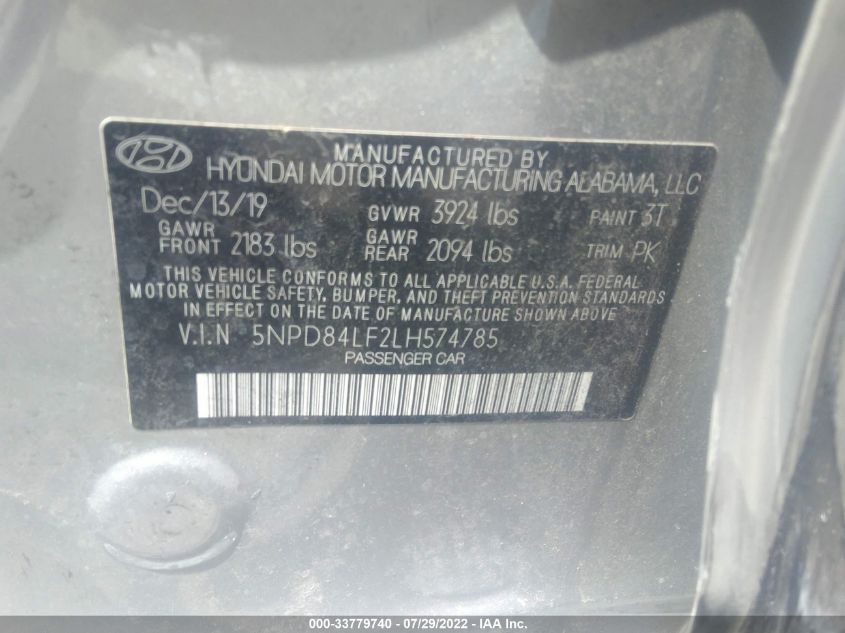 MANUFACTURED BY
HYUNDAI MOTOR MANUFACTURING ALABAMA, LLC
Dec/13/19 GVWR 3924 lbs PAINT 3T
GAWR FRONT 2183 lbs GAWR REAR 2094 lbs TRIM PK
THIS VEHICLE CONFORMS TO ALL APPLICABLE U.S.A. FEDERAL
MOTOR VEHICLE SAFETY, BUMPER, AND THEFT PREVENTION STANDARDS
IN EFFECT ON THE DATE OF MANUFACTURE SHOWN ABOVE
V.I.N 5NPD84LF2LH574785
PASSENGER CAR
000-33779740 - 07/29/2022 - IAA Inc.